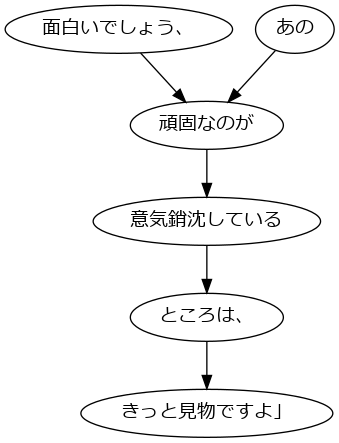 面白いでしょう、
あの
頑固なのが
意気銷沈している
ところは、
きっと見物ですよ」